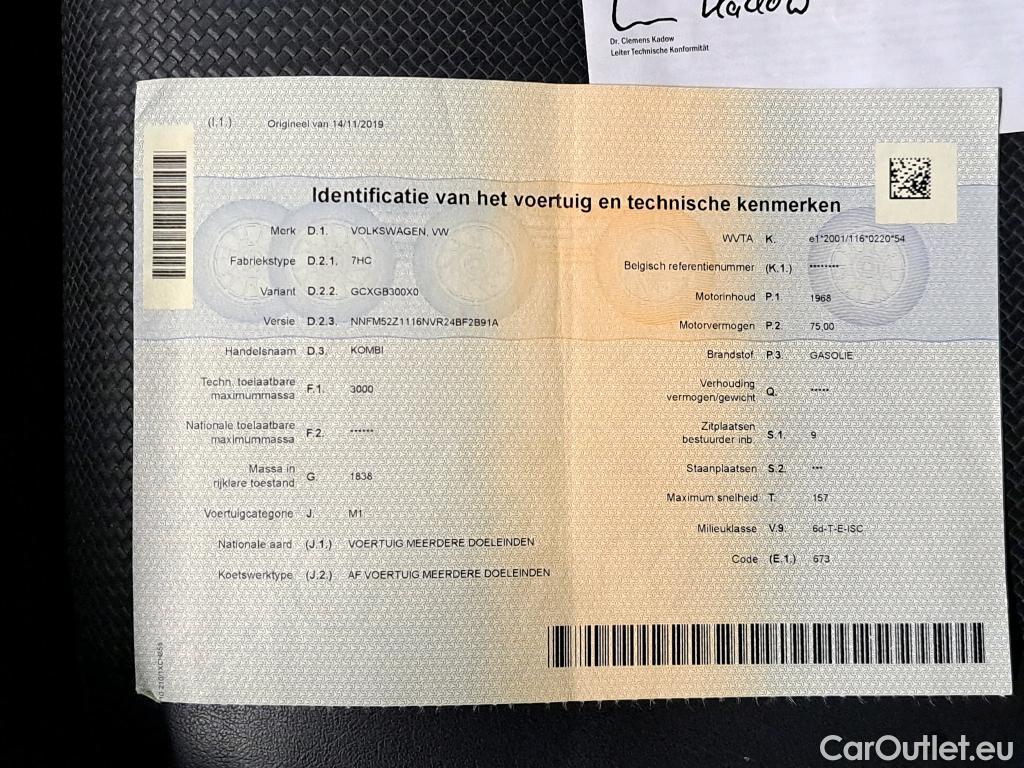 Kadow
Dr. Clemens Kadow
Leiter Technische Konformität
(I.1.) Origineel van 14/11/2019
Identificatie van het voertuig en technische kenmerken
Merk D.1. VOLKSWAGEN, VW
Fabriekstype D.2.1. 7HC
Variant D.2.2. GCXGB300X0
Versie D.2.3. NNFM52Z1116NVR24BF2B91A
Handelsnaam D.3. KOMBI
Techn. toelaatbare
maximummassa F.1. 3000
Nationale toelaatbare
maximummassa F.2. ******
Massa in
rijklare toestand G. 1838
Voertuigcategorie J. M1
Nationale aard (J.1.) VOERTUIG MEERDERE DOELEINDEN
Koetswerktype (J.2.) AF VOERTUIG MEERDERE DOELEINDEN
WVTA K. e1*2001/116*0220*54
Belgisch referentienummer (K.1.) ********
Motorinhoud P.1. 1968
Motorvermogen P.2. 75,00
Brandstof P.3. GASOLIE
Verhouding
vermogen/gewicht Q. *****
Zitplaatsen
bestuurder inb. S.1. 9
Staanplaatsen S.2. ***
Maximum snelheid T. 157
Milieuklasse V.9. 6d-T-E-ISC
Code (E.1.) 673
CarOutlet.eu